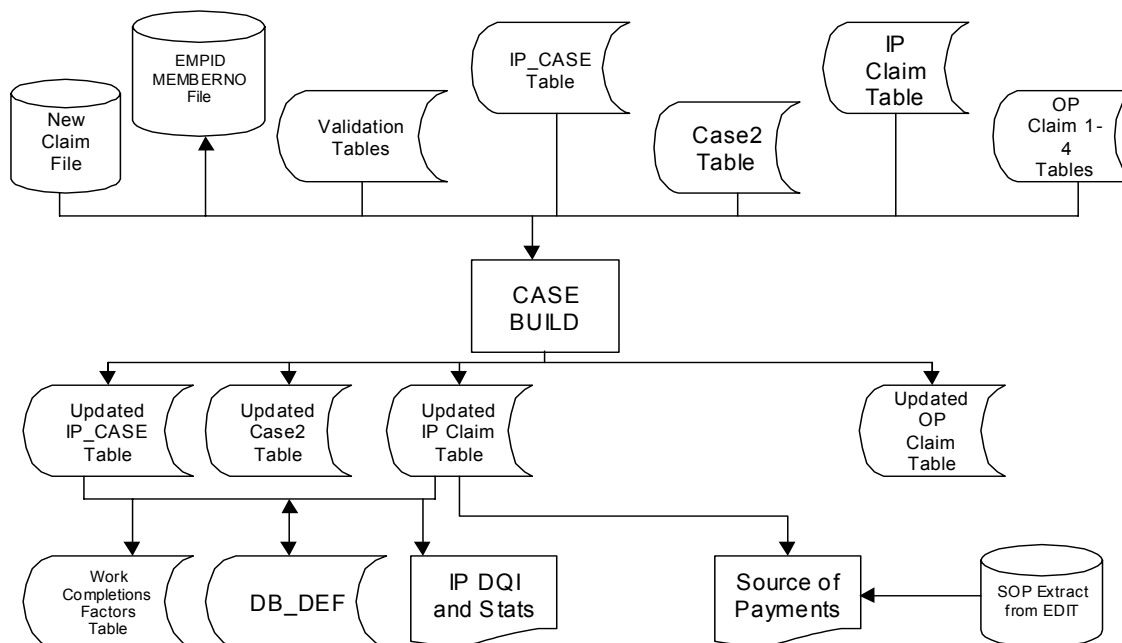 New
Claim
File
EMPID
MEMBERNO
File
Validation
Tables
IP_CASE
Table
Case2
Table
IP
Claim
Table
OP
Claim 1-
4
Tables
CASE
BUILD
Updated
IP_CASE
Table
Updated
Case2
Table
Updated
IP Claim
Table
Updated
OP
Claim
Table
Work
Completions
Factors
Table
DB_DEF
IP DQI
and Stats
Source of
Payments
SOP Extract
from EDIT